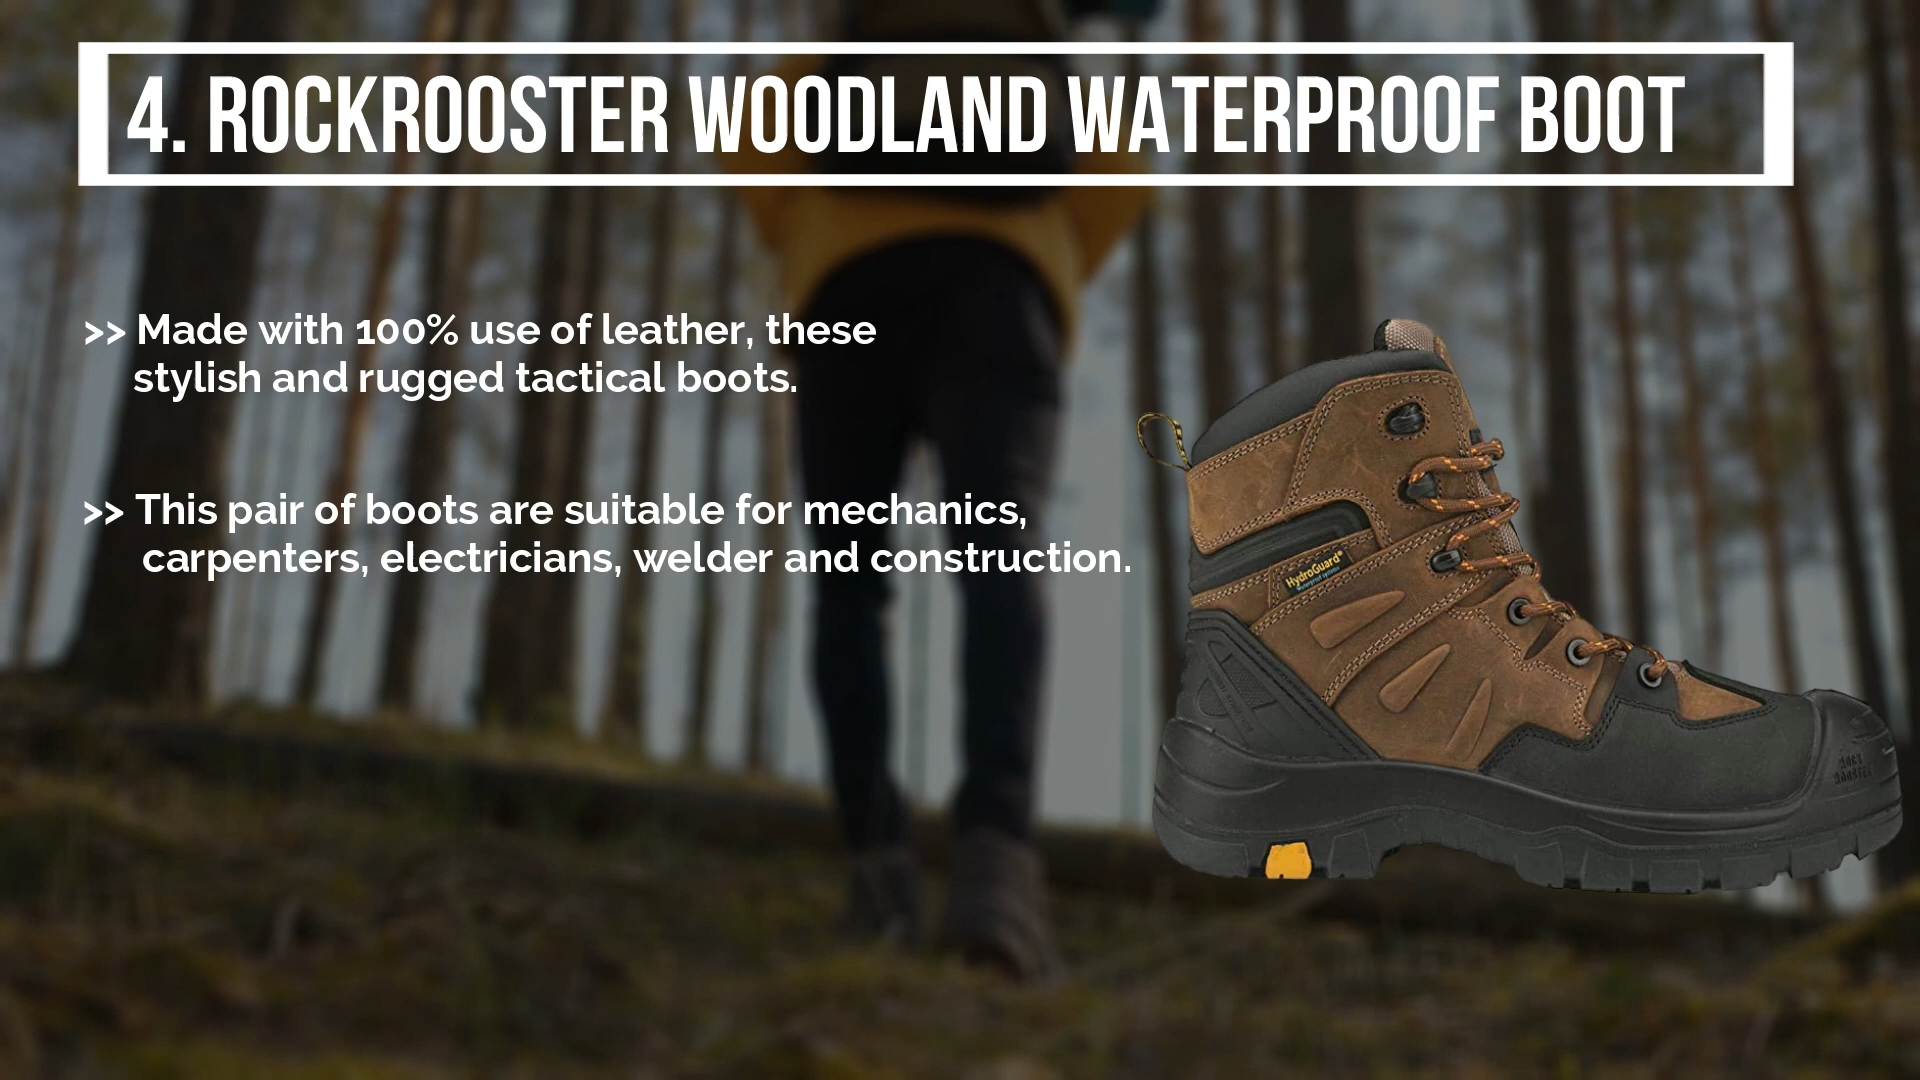 4. ROCKROOSTER WOODLAND WATERPROOF BOOT
>> Made with 100% use of leather, these
stylish and rugged tactical boots.
>> This pair of boots are suitable for mechanics,
carpenters, electricians, welder and construction.
HydroGuard®